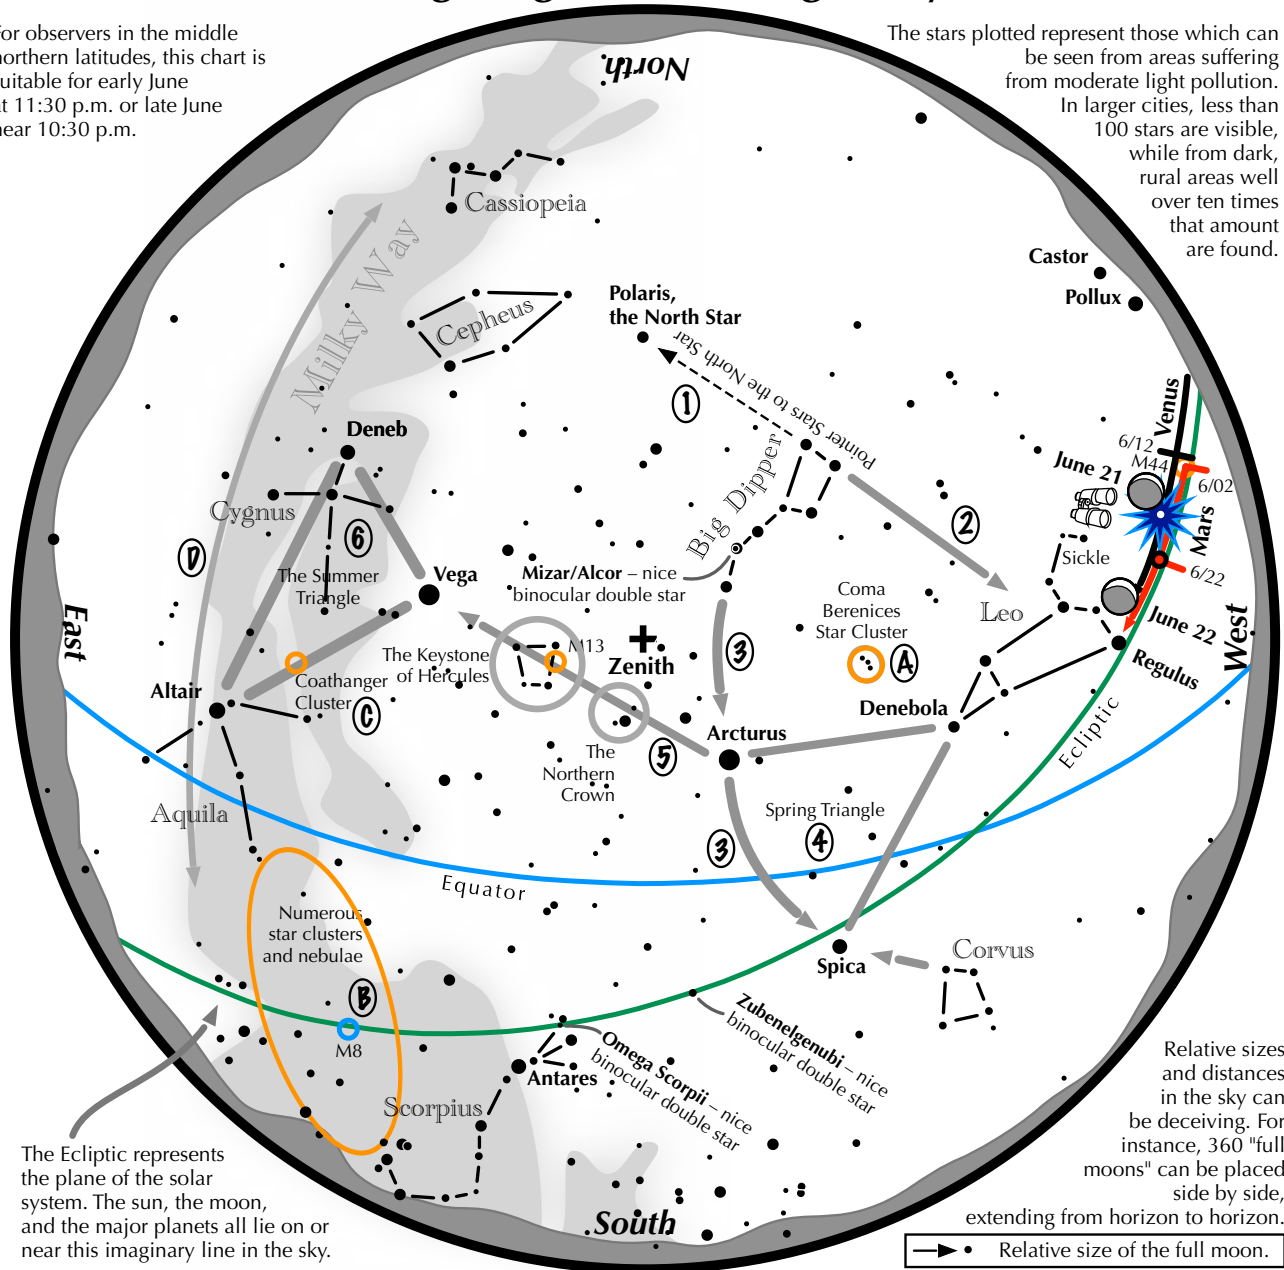 For observers in the middle
northern latitudes, this chart is
suitable for early June
at 11:30 p.m. or late June
near 10:30 p.m.
The stars plotted represent those which can
be seen from areas suffering
from moderate light pollution.
In larger cities, less than
100 stars are visible,
while from dark,
rural areas well
over ten times
that amount
are found.
North
Cassiopeia
Milky Way
Cepheus
Castor
Pollux
Polaris,
the North Star
Pointer Stars to the North Star
1
Deneb
Cygnus
6
D
The Summer
Triangle
Vega
Big Dipper
2
Mizar/Alcor – nice
binocular double star
Venus
6/12
M44
June 21
6/02
Mars
6/22
Sickle
Leo
June 22
Regulus
West
East
Coma
Berenices
Star Cluster
A
3
Zenith
M13
The Keystone
of Hercules
Coathanger
Cluster
C
Altair
Denebola
Arcturus
5
The
Northern
Crown
Ecliptic
Aquila
Spring Triangle
3
4
Equator
Numerous
star clusters
and nebulae
B
M8
Spica
Corvus
Zubenelgenubi – nice
binocular double star
Omega Scorpii – nice
binocular double star
Antares
Scorpius
South
The Ecliptic represents
the plane of the solar
system. The sun, the moon,
and the major planets all lie on or
near this imaginary line in the sky.
Relative sizes
and distances
in the sky can
be deceiving. For
instance, 360 "full
moons" can be placed
side by side,
extending from horizon to horizon.
Relative size of the full moon.